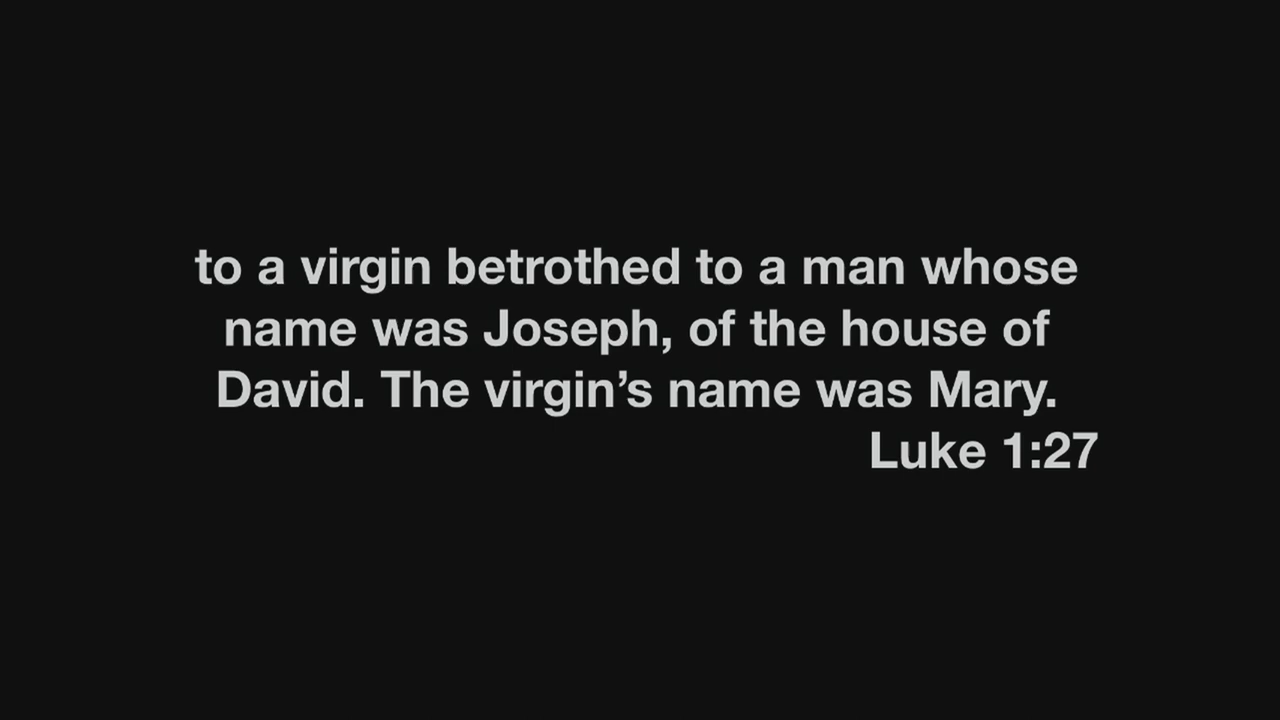 to a virgin betrothed to a man whose
name was Joseph, of the house of
David. The virgin’s name was Mary.
Luke 1:27